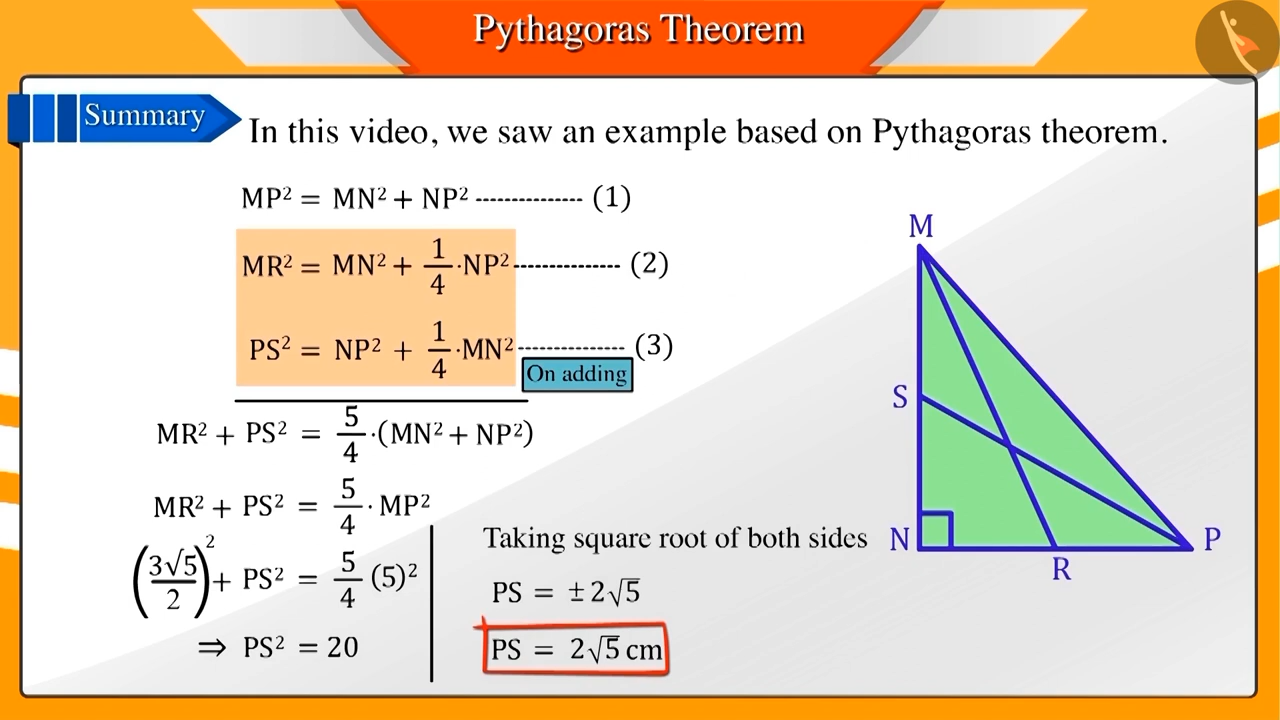 Pythagoras Theorem
Summary
In this video, we saw an example based on Pythagoras theorem.
MP² = MN² + NP² --------------- (1)
MR² = MN² + 1/4 ·NP² -------------- (2)
PS² = NP² + 1/4 ·MN² -------------- (3)
On adding
MR² + PS² = 5/4 ·(MN² + NP²)
MR² + PS² = 5/4 · MP²
(3√5/2)² + PS² = 5/4 (5)²
⇒ PS² = 20
Taking square root of both sides
PS = ± 2√5
PS = 2√5 cm
M
S
N
R
P